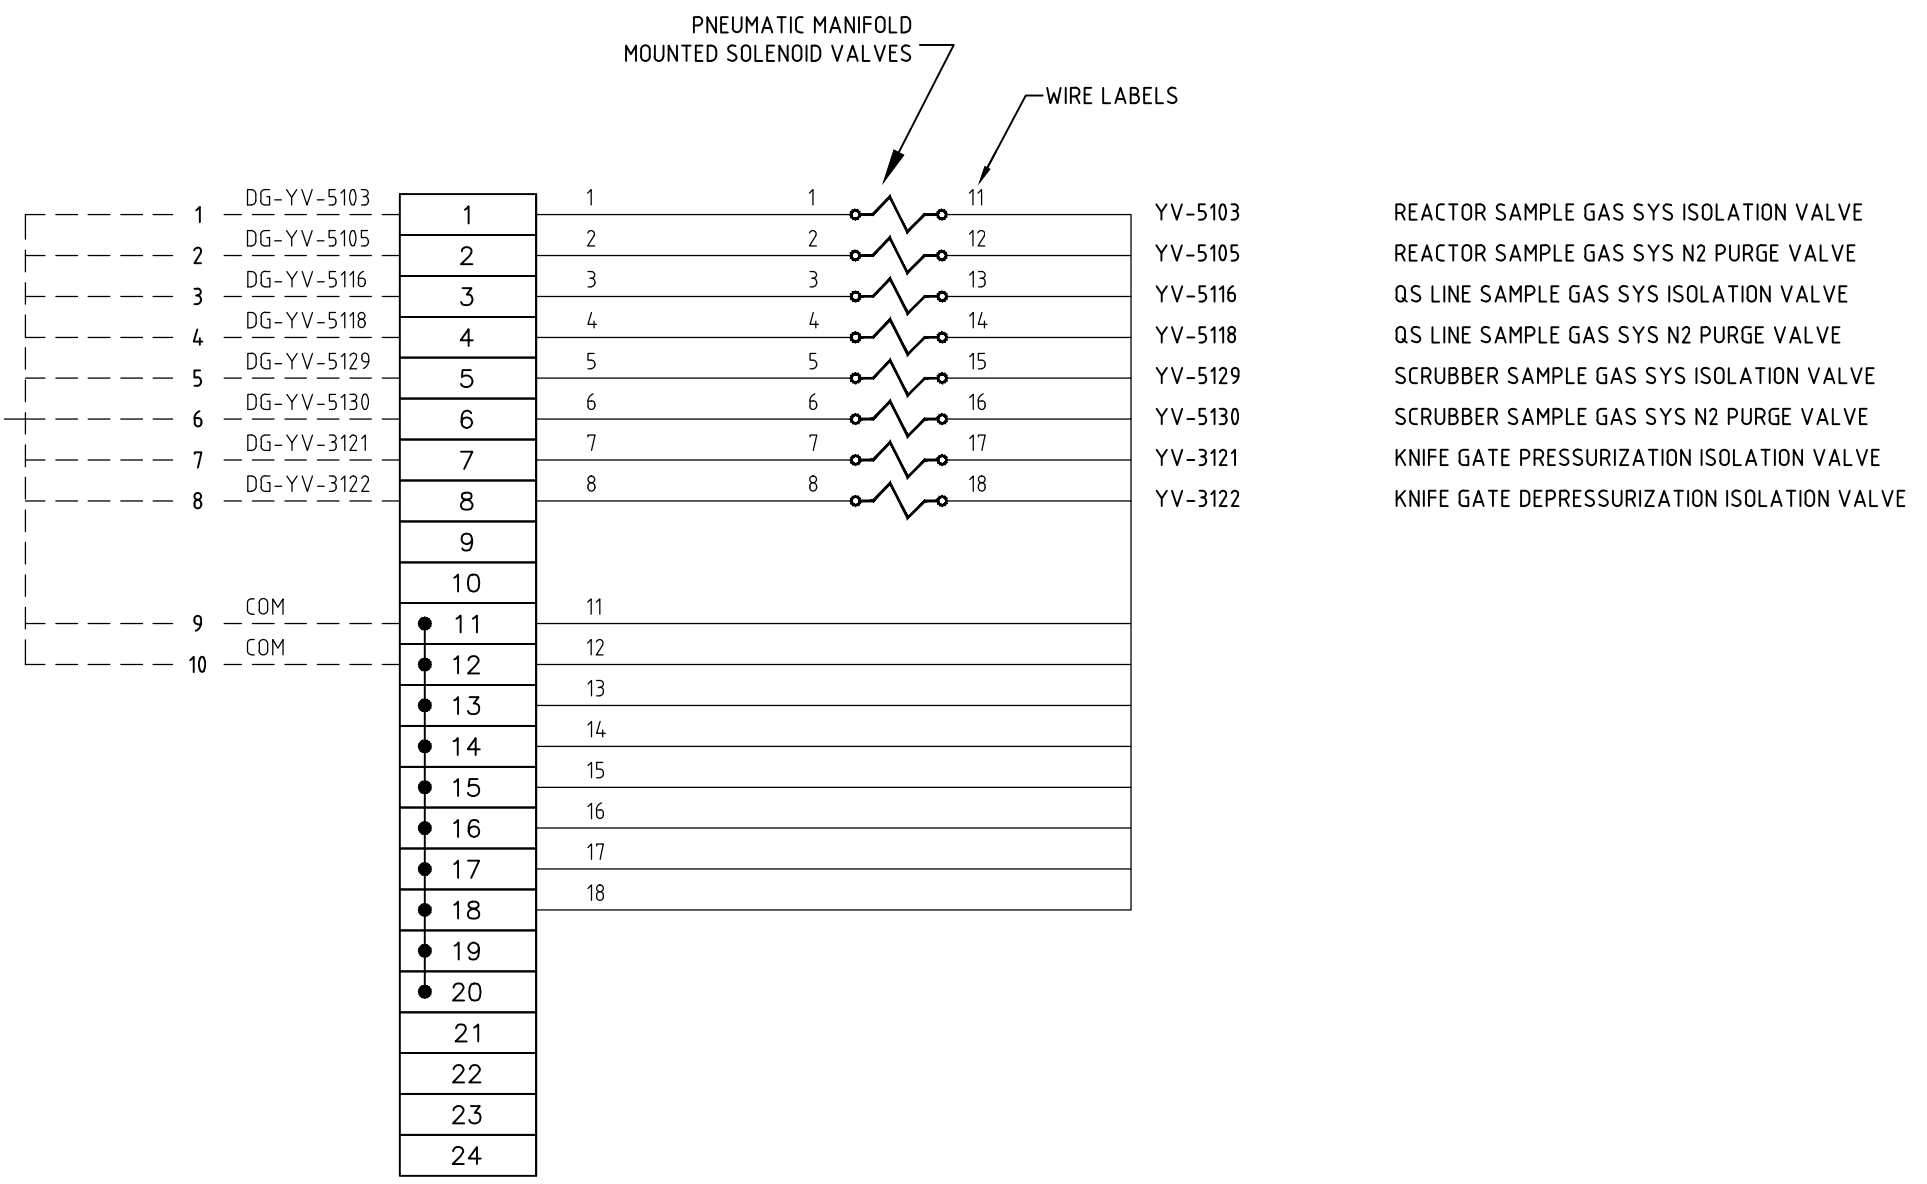 PNEUMATIC MANIFOLD
MOUNTED SOLENOID VALVES
WIRE LABELS
1 DG-YV-5103 1 1 1 11 YV-5103 REACTOR SAMPLE GAS SYS ISOLATION VALVE
2 DG-YV-5105 2 2 2 12 YV-5105 REACTOR SAMPLE GAS SYS N2 PURGE VALVE
3 DG-YV-5116 3 3 3 13 YV-5116 QS LINE SAMPLE GAS SYS ISOLATION VALVE
4 DG-YV-5118 4 4 4 14 YV-5118 QS LINE SAMPLE GAS SYS N2 PURGE VALVE
5 DG-YV-5129 5 5 5 15 YV-5129 SCRUBBER SAMPLE GAS SYS ISOLATION VALVE
6 DG-YV-5130 6 6 6 16 YV-5130 SCRUBBER SAMPLE GAS SYS N2 PURGE VALVE
7 DG-YV-3121 7 7 7 17 YV-3121 KNIFE GATE PRESSURIZATION ISOLATION VALVE
8 DG-YV-3122 8 8 8 18 YV-3122 KNIFE GATE DEPRESSURIZATION ISOLATION VALVE
9
10
9 COM 11 11
10 COM 12 12
13 13
14 14
15 15
16 16
17 17
18 18
19
20
21
22
23
24